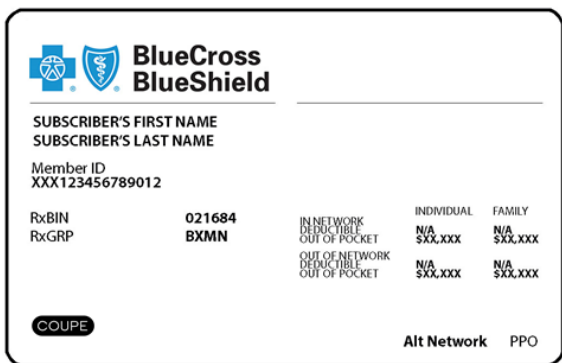 BlueCross
BlueShield
SUBSCRIBER'S FIRST NAME
SUBSCRIBER'S LAST NAME
Member ID
XXX123456789012
RxBIN 021684
RxGRP BXMN
INDIVIDUAL FAMILY
IN NETWORK
DEDUCTIBLE N/A N/A
OUT OF POCKET $XX,XXX $XX,XXX
OUT OF NETWORK
DEDUCTIBLE N/A N/A
OUT OF POCKET $XX,XXX $XX,XXX
COUPE
Alt Network PPO